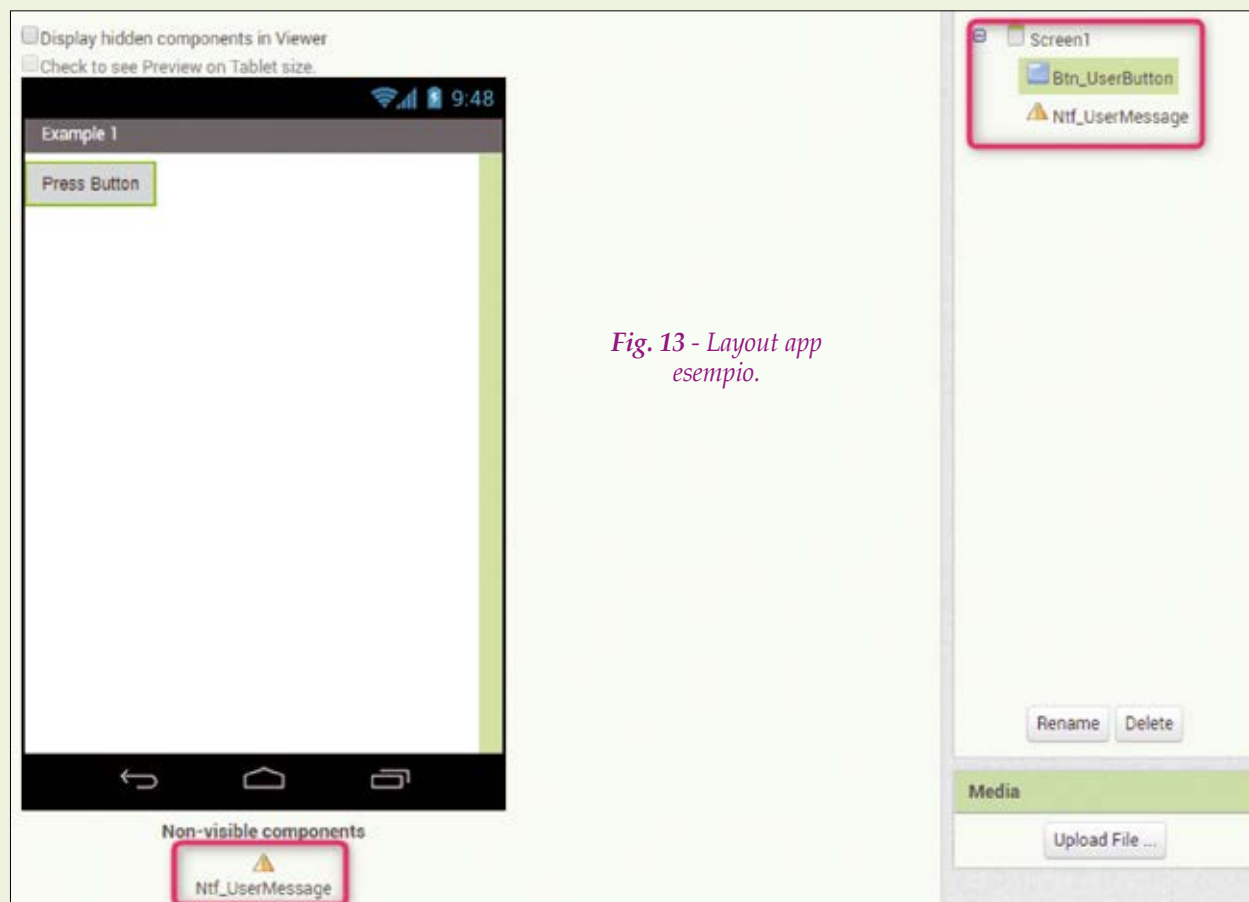 Display hidden components in Viewer
Check to see Preview on Tablet size.
9:48
Example 1
Press Button
Non-visible components
Ntf_UserMessage
Fig. 13 - Layout app
esempio.
Screen1
Btn_UserButton
Ntf_UserMessage
Rename Delete
Media
Upload File ...